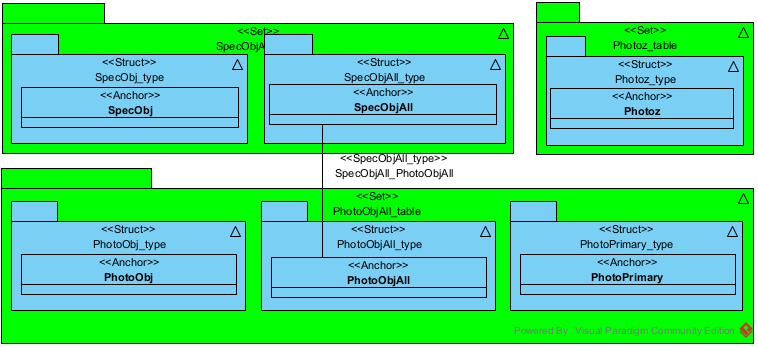 <<Set>>
SpecObjA
<<Struct>>
SpecObj_type
<<Anchor>>
SpecObj
<<Struct>>
SpecObjAll_type
<<Anchor>>
SpecObjAll
<<Set>>
Photoz_table
<<Struct>>
Photoz_type
<<Anchor>>
Photoz
<<SpecObjAll_type>>
SpecObjAll_PhotoObjAll
<<Set>>
PhotoObjAll_table
<<Struct>>
PhotoObj_type
<<Anchor>>
PhotoObj
<<Struct>>
PhotoObjAll_type
<<Anchor>>
PhotoObjAll
<<Struct>>
PhotoPrimary_type
<<Anchor>>
PhotoPrimary
Powered By Visual Paradigm Community Edition